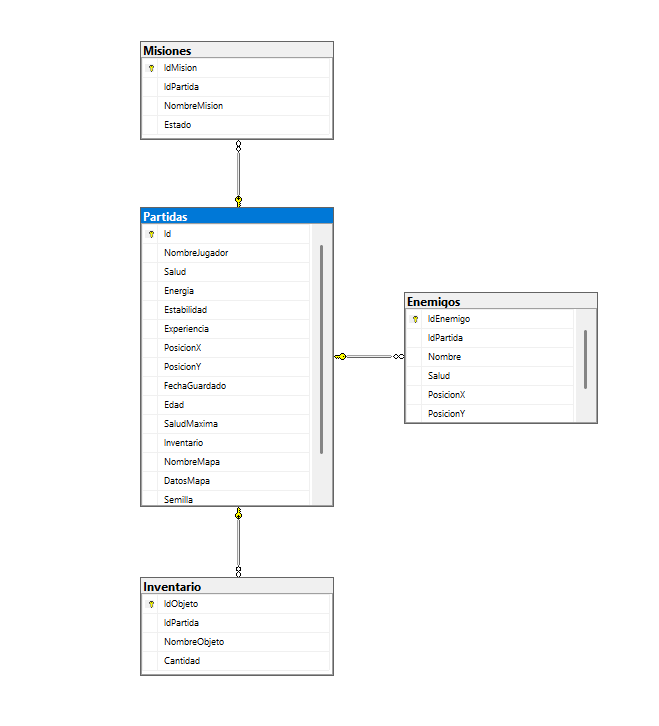 Misiones
IdMision
IdPartida
NombreMision
Estado
Partidas
Id
NombreJugador
Salud
Energia
Estabilidad
Experiencia
PosicionX
PosicionY
FechaGuardado
Edad
SaludMaxima
Inventario
NombreMapa
DatosMapa
Semilla
Enemigos
IdEnemigo
IdPartida
Nombre
Salud
PosicionX
PosicionY
Inventario
IdObjeto
IdPartida
NombreObjeto
Cantidad